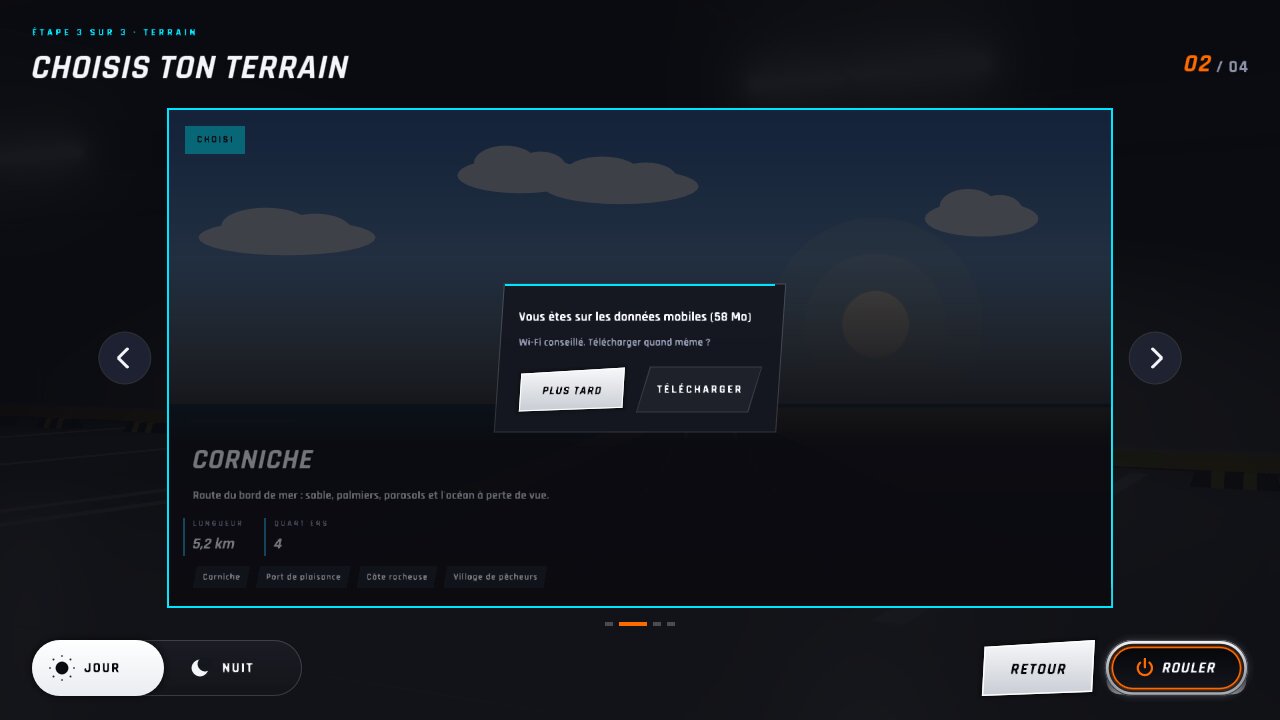 ÉTAPE 3 SUR 3 · TERRAIN
CHOISIS TON TERRAIN
02 / 04
CHOISI
Vous êtes sur les données mobiles (58 Mo)
Wi-Fi conseillé. Télécharger quand même ?
PLUS TARD
TÉLÉCHARGER
CORNICHE
Route du bord de mer : sable, palmiers, parasols et l'océan à perte de vue.
LONGUEUR
QUARTIERS
5,2 km
4
Corniche
Port de plaisance
Côte rocheuse
Village de pêcheurs
JOUR
NUIT
RETOUR
ROULER